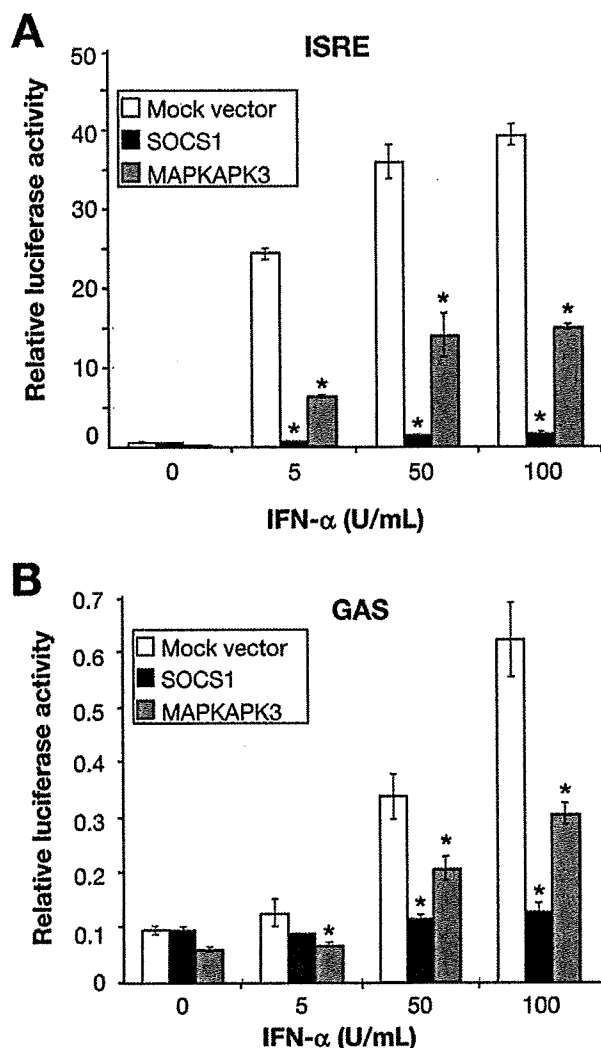 A
ISRE
50
40
30
20
10
0
Relative luciferase activity
Mock vector
SOCS1
MAPKAPK3
* * * * * *
0 5 50 100
IFN-α (U/mL)
B
GAS
0.7
0.6
0.5
0.4
0.3
0.2
0.1
0
Relative luciferase activity
Mock vector
SOCS1
MAPKAPK3
* * * * *
0 5 50 100
IFN-α (U/mL)